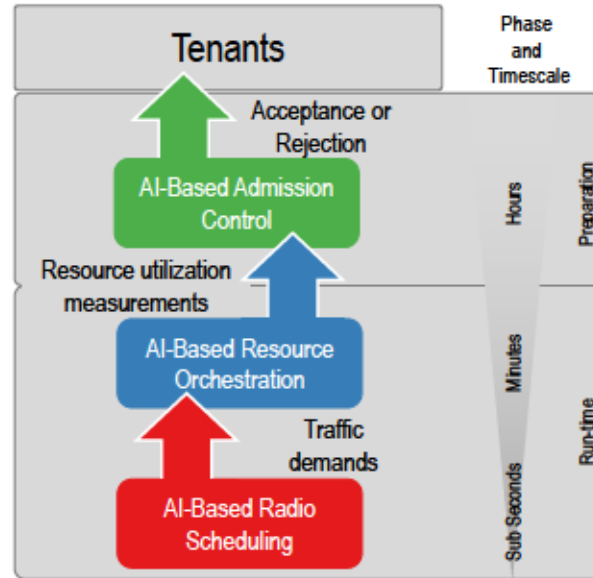 Tenants
Phase
and
Timescale
Acceptance or
Rejection
AI-Based Admission
Control
Hours
Preparation
Resource utilization
measurements
AI-Based Resource
Orchestration
Minutes
Run-time
Traffic
demands
AI-Based Radio
Scheduling
Sub Seconds